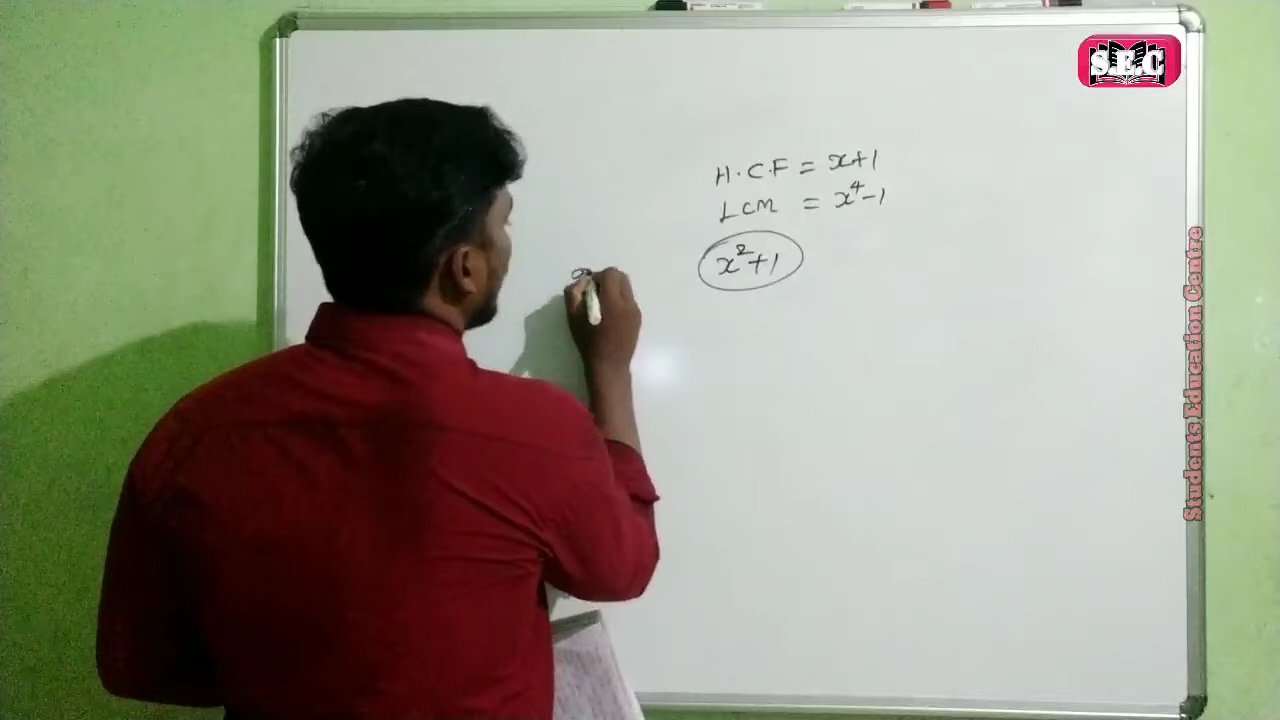 S.E.C
H.C.F = x+1
LCM = x⁴-1
x²+1
Students Education Centre